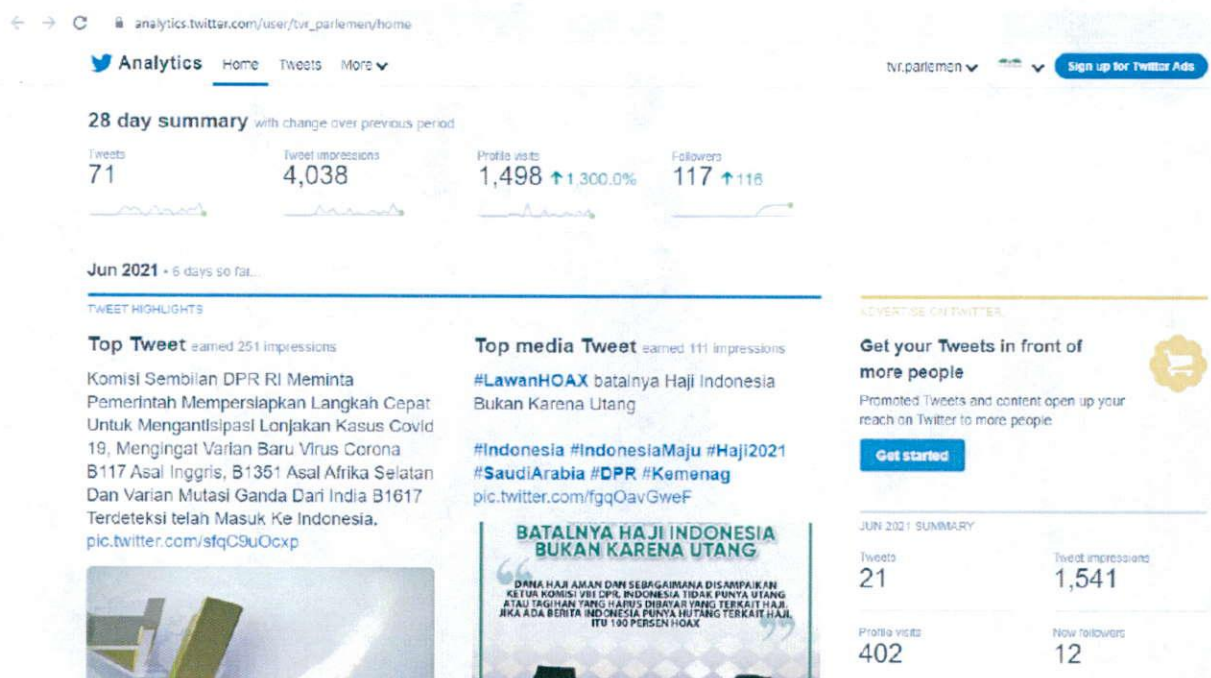 analytics.twitter.com/user/tvr_parlemen/home
Analytics Home Tweets More
tvr.parlemen
Sign up for Twitter Ads
28 day summary with change over previous period
Tweets
71
Tweet impressions
4,038
Profile visits
1,498 ↑1,300.0%
Followers
117 ↑116
Jun 2021 • 6 days so far...
TWEET HIGHLIGHTS
Top Tweet earned 251 impressions
Komisi Sembilan DPR RI Meminta
Pemerintah Mempersiapkan Langkah Cepat
Untuk Mengantisipasi Lonjakan Kasus Covid
19, Mengingat Varian Baru Virus Corona
B117 Asal Inggris, B1351 Asal Afrika Selatan
Dan Varian Mutasi Ganda Dari India B1617
Terdeteksi telah Masuk Ke Indonesia.
pic.twitter.com/sfqC9uOcxp
Top media Tweet earned 111 impressions
#LawanHOAX batalnya Haji Indonesia
Bukan Karena Utang
#Indonesia #IndonesiaMaju #Haji2021
#SaudiArabia #DPR #Kemenag
pic.twitter.com/fgqOavGweF
BATALNYA HAJI INDONESIA
BUKAN KARENA UTANG
DANA HAJI AMAN DAN SEBAGAIMANA DISAMPAIKAN
KETUA KOMISI VIII DPR, INDONESIA TIDAK PUNYA UTANG
ATAU TAGIHAN YANG HARUS DIBAYAR YANG TERKAIT HAJI.
JIKA ADA BERITA INDONESIA PUNYA HUTANG TERKAIT HAJI,
ITU 100 PERSEN HOAX
ADVERTISE ON TWITTER
Get your Tweets in front of
more people
Promoted Tweets and content open up your
reach on Twitter to more people
Get started
JUN 2021 SUMMARY
Tweets
21
Tweet impressions
1,541
Profile visits
402
New followers
12